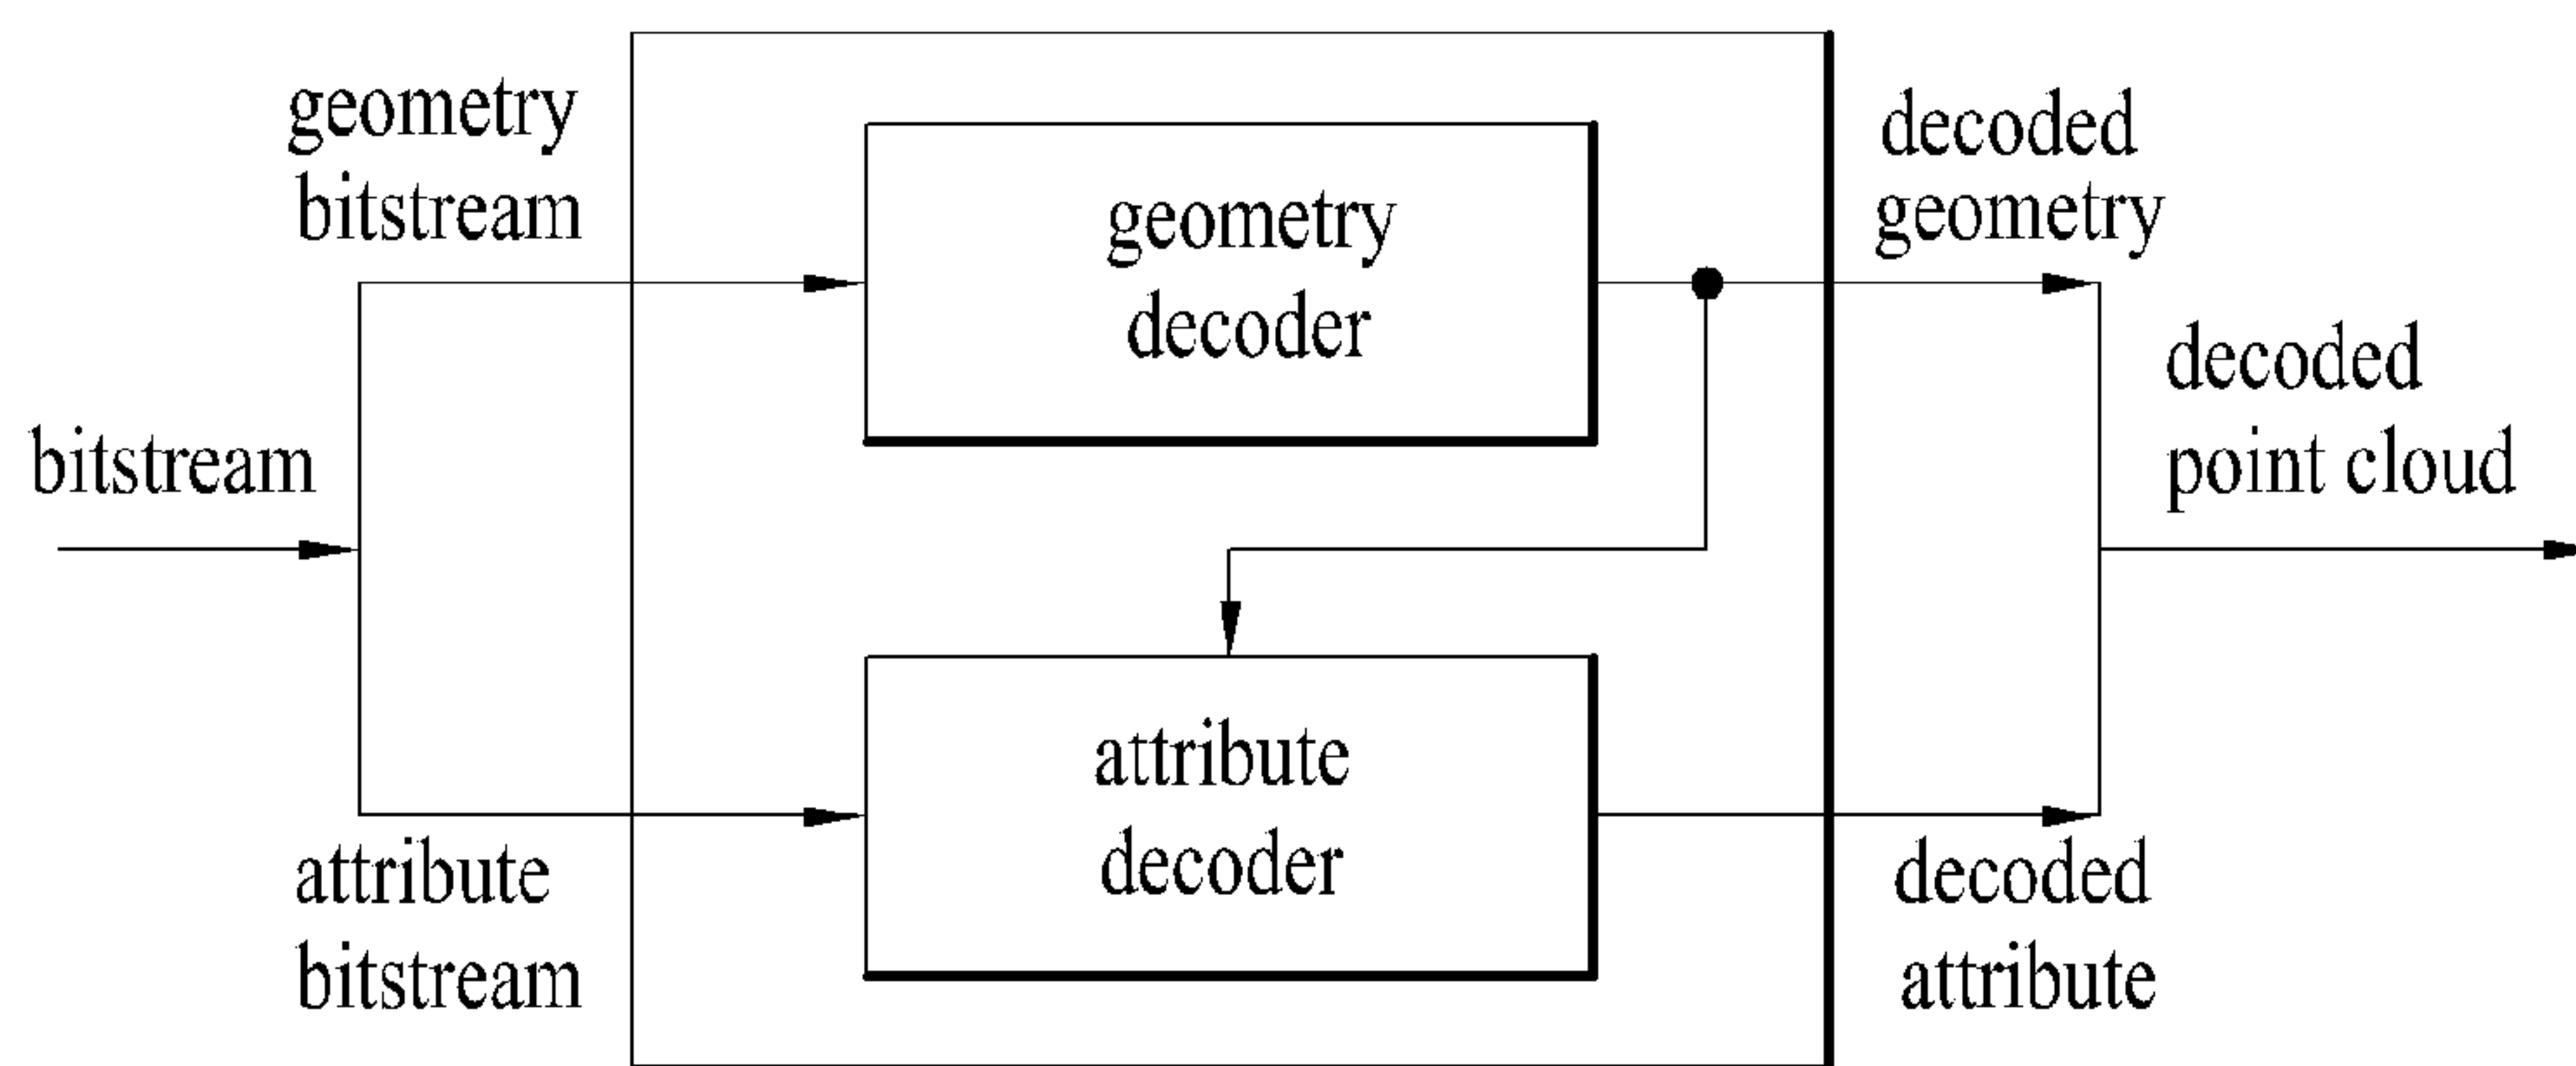 geometry
bitstream
bitstream
attribute
bitstream
geometry
decoder
attribute
decoder
decoded
geometry
decoded
point cloud
decoded
attribute